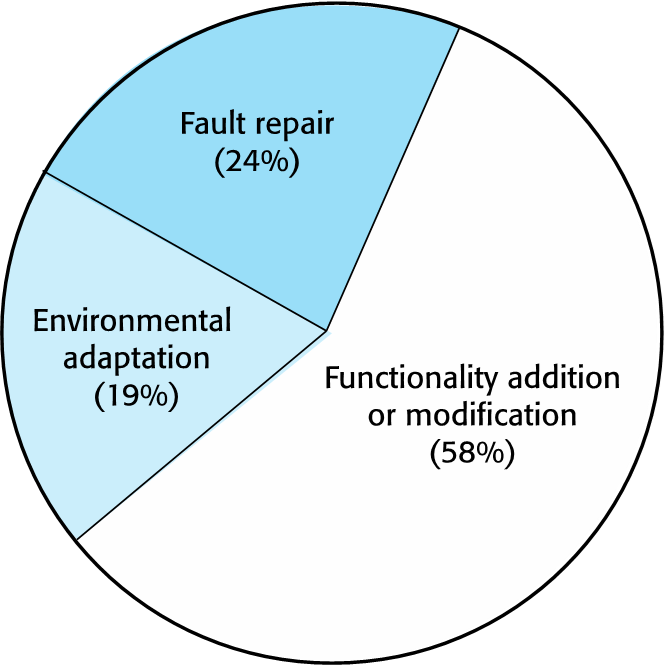 Fault repair
(24%)
Environmental
adaptation
(19%)
Functionality addition
or modification
(58%)